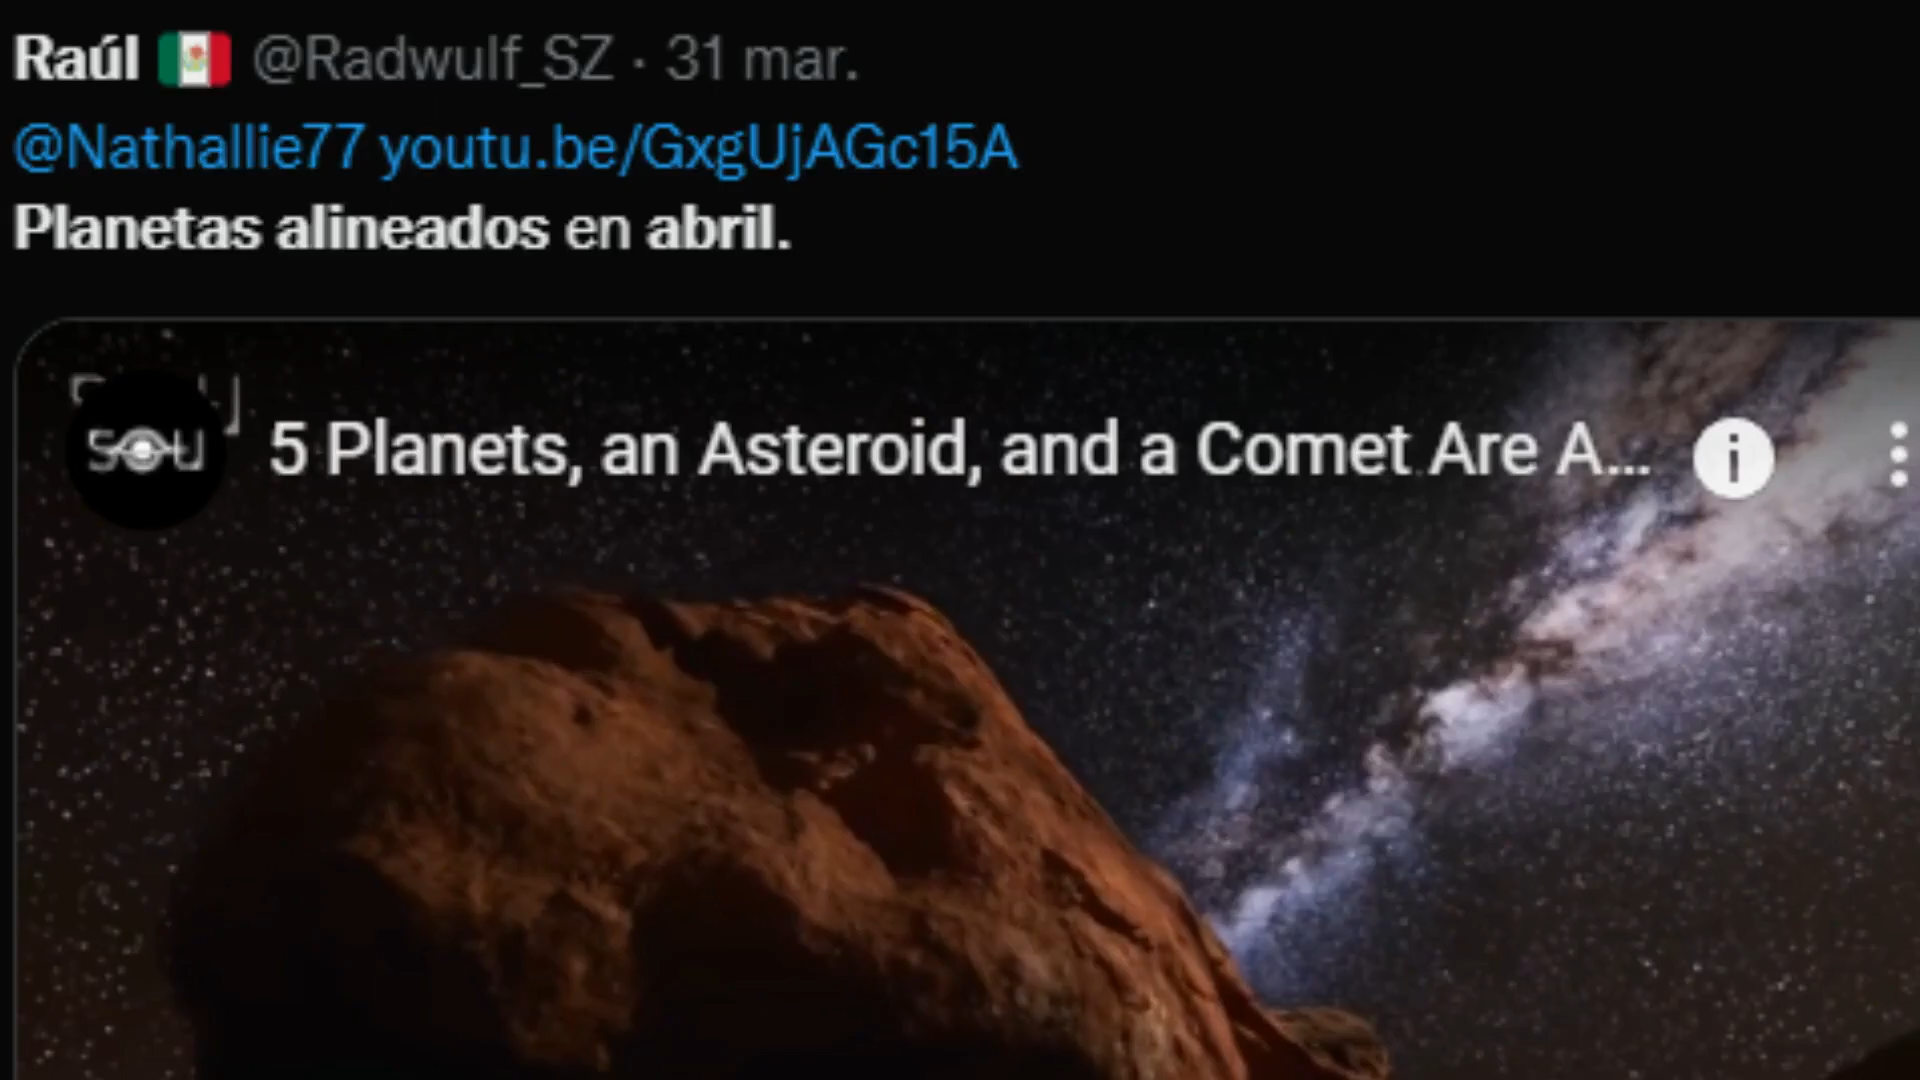 Raúl @Radwulf_SZ · 31 mar.
@Nathallie77 youtu.be/GxgUjAGc15A
Planetas alineados en abril.
5 Planets, an Asteroid, and a Comet Are A...